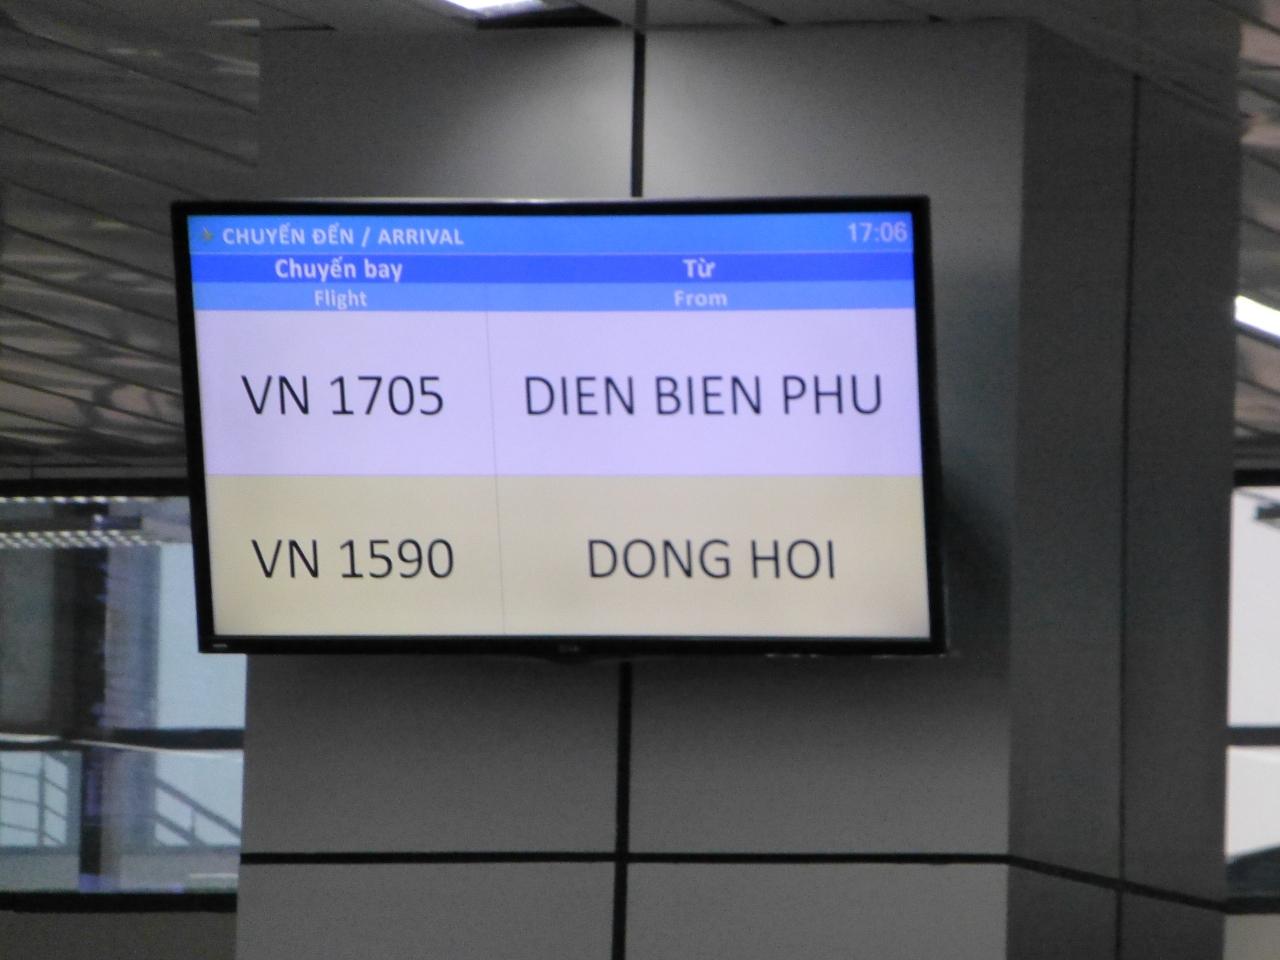 CHUYẾN ĐẾN / ARRIVAL 17:06
Chuyến bay Từ
Flight From
VN 1705 DIEN BIEN PHU
VN 1590 DONG HOI